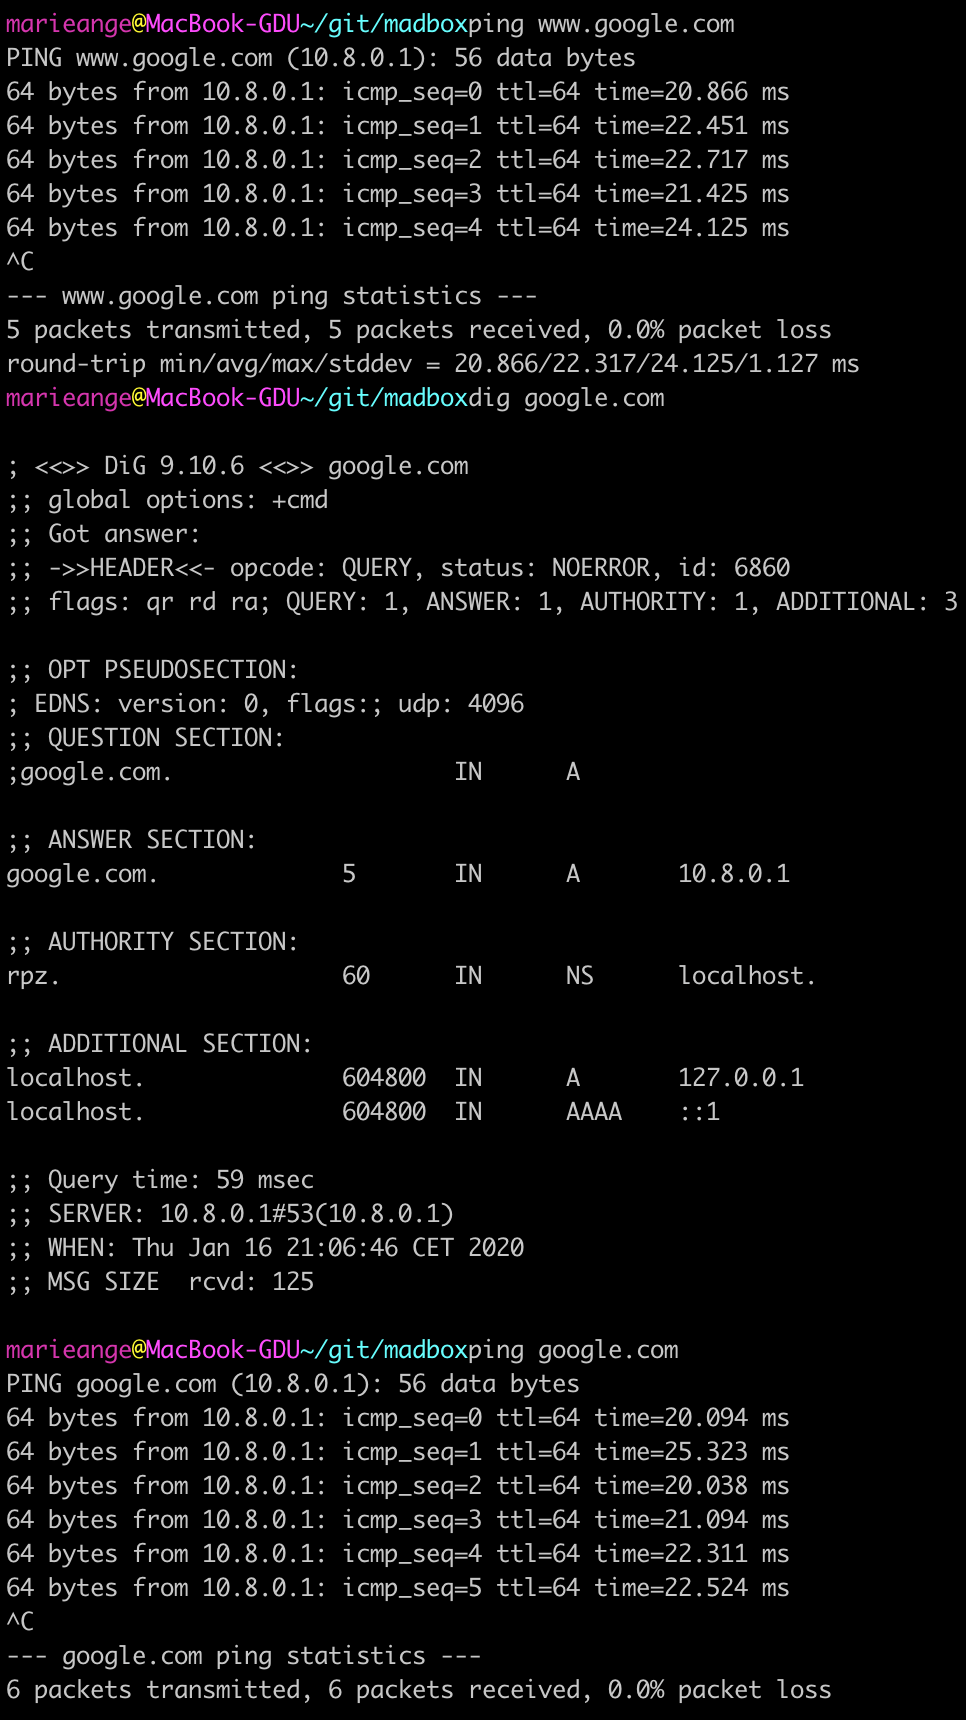 marieange@MacBook-GDU~/git/madboxping www.google.com
PING www.google.com (10.8.0.1): 56 data bytes
64 bytes from 10.8.0.1: icmp_seq=0 ttl=64 time=20.866 ms
64 bytes from 10.8.0.1: icmp_seq=1 ttl=64 time=22.451 ms
64 bytes from 10.8.0.1: icmp_seq=2 ttl=64 time=22.717 ms
64 bytes from 10.8.0.1: icmp_seq=3 ttl=64 time=21.425 ms
64 bytes from 10.8.0.1: icmp_seq=4 ttl=64 time=24.125 ms
^C
--- www.google.com ping statistics ---
5 packets transmitted, 5 packets received, 0.0% packet loss
round-trip min/avg/max/stddev = 20.866/22.317/24.125/1.127 ms
marieange@MacBook-GDU~/git/madboxdig google.com

; <<>> DiG 9.10.6 <<>> google.com
;; global options: +cmd
;; Got answer:
;; ->>HEADER<<- opcode: QUERY, status: NOERROR, id: 6860
;; flags: qr rd ra; QUERY: 1, ANSWER: 1, AUTHORITY: 1, ADDITIONAL: 3

;; OPT PSEUDOSECTION:
; EDNS: version: 0, flags:; udp: 4096
;; QUESTION SECTION:
;google.com.                    IN      A

;; ANSWER SECTION:
google.com.             5       IN      A       10.8.0.1

;; AUTHORITY SECTION:
rpz.                    60      IN      NS      localhost.

;; ADDITIONAL SECTION:
localhost.              604800  IN      A       127.0.0.1
localhost.              604800  IN      AAAA    ::1

;; Query time: 59 msec
;; SERVER: 10.8.0.1#53(10.8.0.1)
;; WHEN: Thu Jan 16 21:06:46 CET 2020
;; MSG SIZE  rcvd: 125

marieange@MacBook-GDU~/git/madboxping google.com
PING google.com (10.8.0.1): 56 data bytes
64 bytes from 10.8.0.1: icmp_seq=0 ttl=64 time=20.094 ms
64 bytes from 10.8.0.1: icmp_seq=1 ttl=64 time=25.323 ms
64 bytes from 10.8.0.1: icmp_seq=2 ttl=64 time=20.038 ms
64 bytes from 10.8.0.1: icmp_seq=3 ttl=64 time=21.094 ms
64 bytes from 10.8.0.1: icmp_seq=4 ttl=64 time=22.311 ms
64 bytes from 10.8.0.1: icmp_seq=5 ttl=64 time=22.524 ms
^C
--- google.com ping statistics ---
6 packets transmitted, 6 packets received, 0.0% packet loss